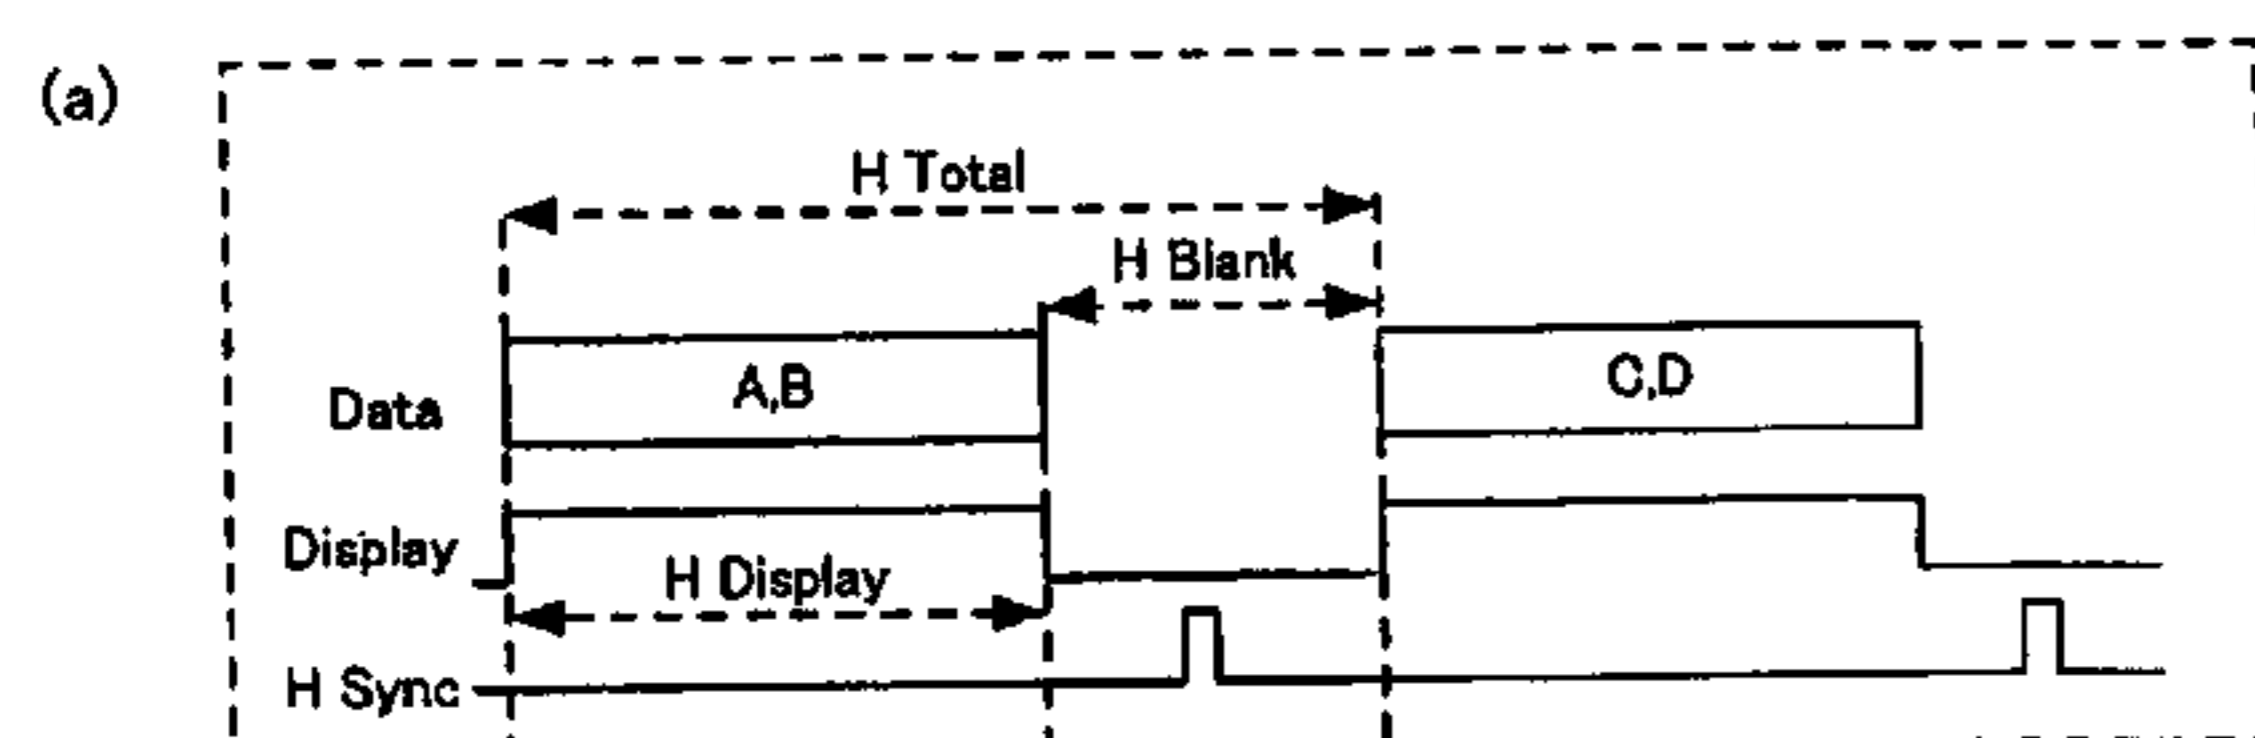 (a)
H Total
H Blank
Data
A,B
C,D
Display
H Display
H Sync